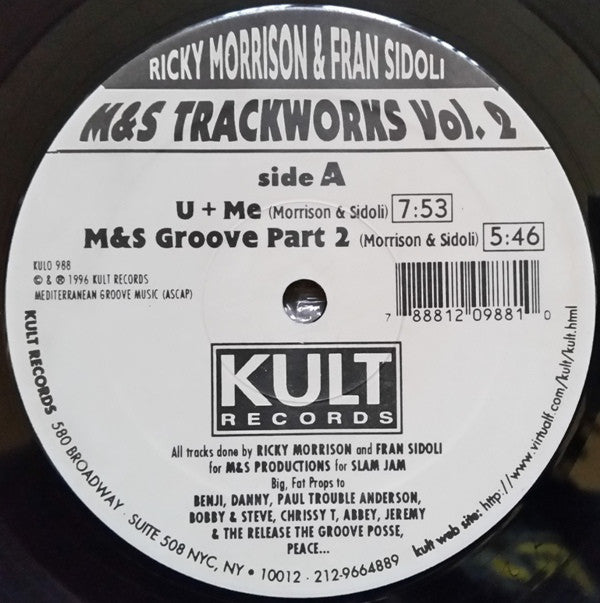 RICKY MORRISON & FRAN SIDOLI
M&S TRACKWORKS Vol. 2
side A
U + Me (Morrison & Sidoli) 7:53
M&S Groove Part 2 (Morrison & Sidoli) 5:46
KULO 988
© & ℗ 1996 KULT RECORDS
MEDITERRANEAN GROOVE MUSIC (ASCAP)
7 88812 09881 0
KULT
RECORDS
All tracks done by RICKY MORRISON and FRAN SIDOLI
for M&S PRODUCTIONS for SLAM JAM
Big, Fat Props to
BENJI, DANNY, PAUL TROUBLE ANDERSON,
BOBBY & STEVE, CHRISSY T, ABBEY, JEREMY
& THE RELEASE THE GROOVE POSSE,
PEACE...
KULT RECORDS 580 BROADWAY · SUITE 508 NYC, NY • 10012 · 212-9664889 kult web site: http://www.virtualt.com/kult/kult.html